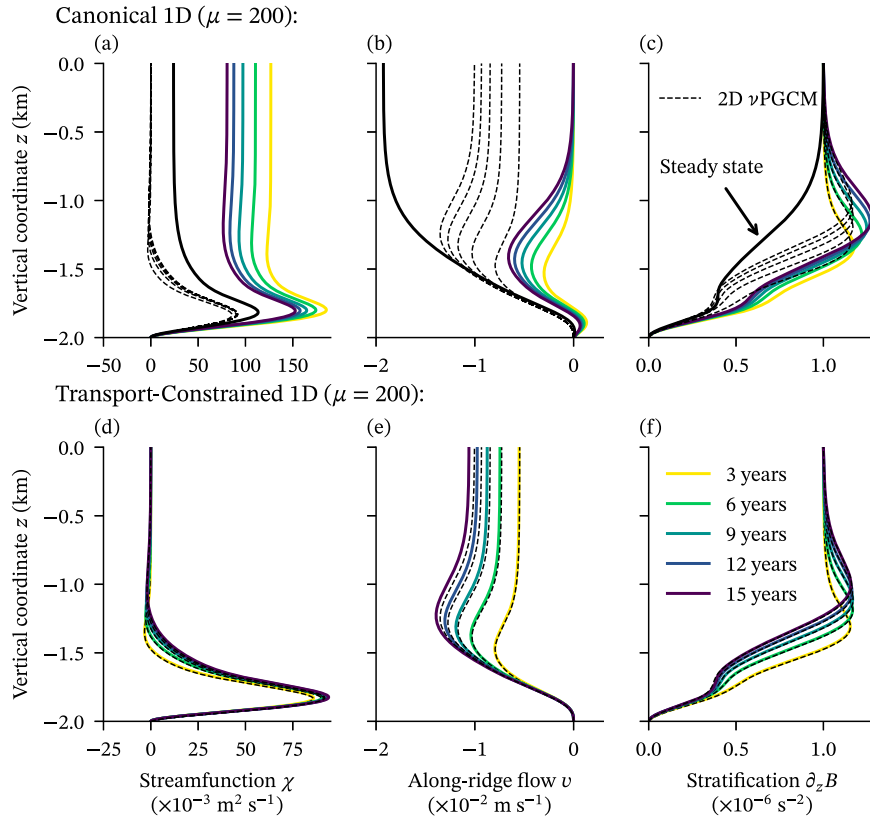 Canonical 1D (μ = 200):
(a) (b) (c)
Vertical coordinate z (km)
0.0
−0.5
−1.0
−1.5
−2.0
−50 0 50 100 150
−2 −1 0
0.0 0.5 1.0
2D νPGCM
Steady state
Transport-Constrained 1D (μ = 200):
(d) (e) (f)
Vertical coordinate z (km)
0.0
−0.5
−1.0
−1.5
−2.0
3 years
6 years
9 years
12 years
15 years
−25 0 25 50 75
−2 −1 0
0.0 0.5 1.0
Streamfunction χ
(×10⁻³ m² s⁻¹)
Along-ridge flow υ
(×10⁻² m s⁻¹)
Stratification ∂zB
(×10⁻⁶ s⁻²)